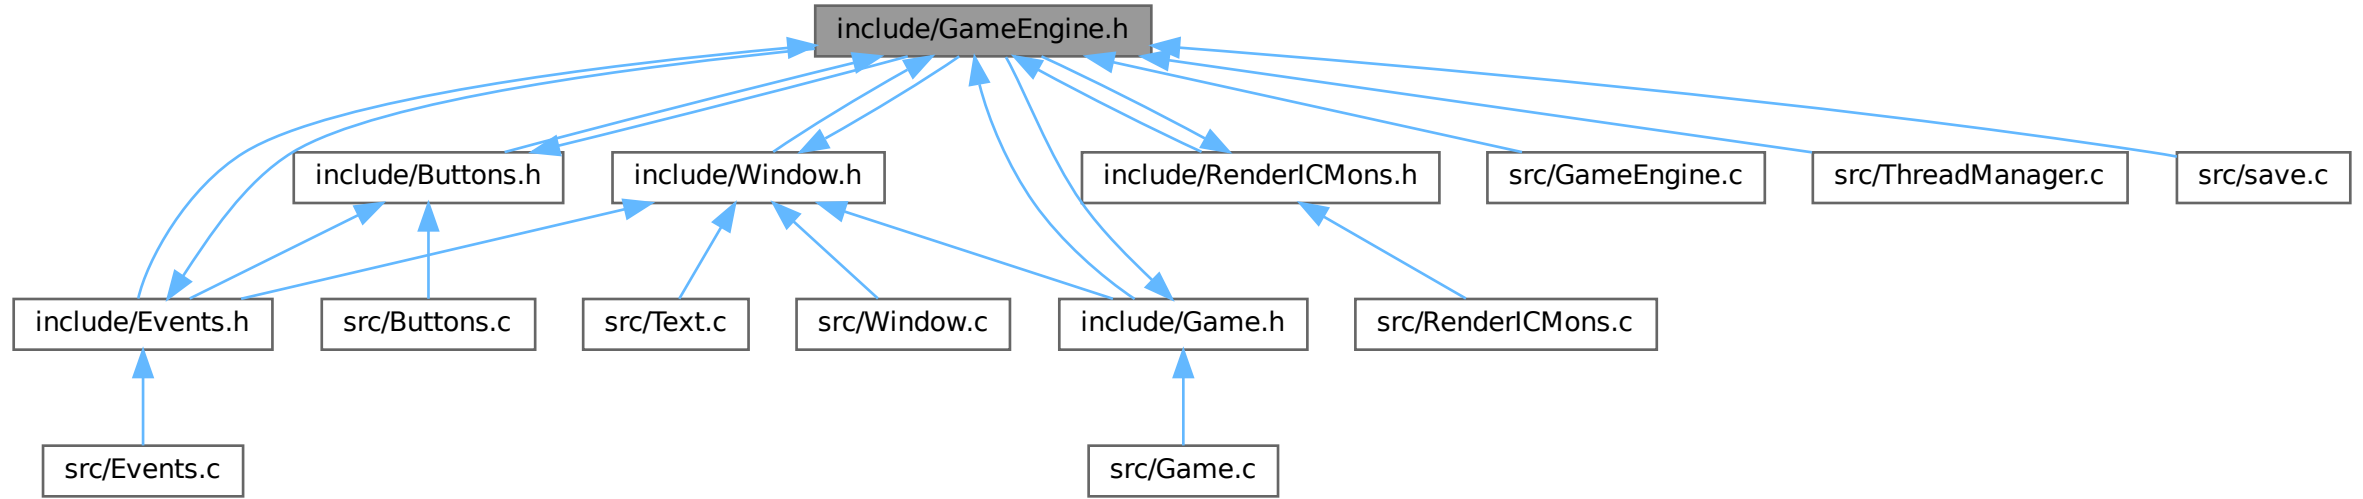 include/GameEngine.h
include/Buttons.h
include/Window.h
include/RenderICMons.h
src/GameEngine.c
src/ThreadManager.c
src/save.c
include/Events.h
src/Buttons.c
src/Text.c
src/Window.c
include/Game.h
src/RenderICMons.c
src/Events.c
src/Game.c